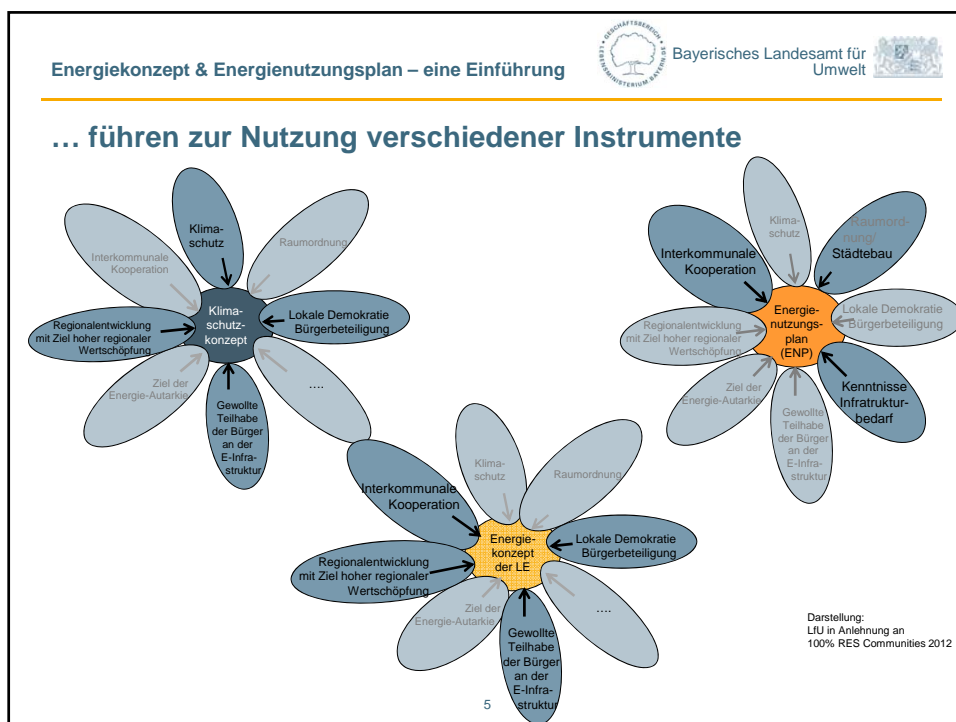 Energiekonzept & Energienutzungsplan – eine Einführung
GESCHÄFTSBEREICH
LEBENSMINISTERIUM BAYERN.DE
Bayerisches Landesamt für
Umwelt
… führen zur Nutzung verschiedener Instrumente
Klima-
schutz
Raumordnung
Interkommunale
Kooperation
Klima-
schutz-
konzept
Lokale Demokratie
Bürgerbeteiligung
Regionalentwicklung
mit Ziel hoher regionaler
Wertschöpfung
Ziel der
Energie-Autarkie
....
Gewollte
Teilhabe
der Bürger
an der
E-Infra-
struktur
Klima-
schutz
Raumord-
nung/
Städtebau
Interkommunale
Kooperation
Energie-
nutzungs-
plan
(ENP)
Lokale Demokratie
Bürgerbeteiligung
Regionalentwicklung
mit Ziel hoher regionaler
Wertschöpfung
Ziel der
Energie-Autarkie
Kenntnisse
Infratruktur-
bedarf
Gewollte
Teilhabe
der Bürger
an der
E-Infra-
struktur
Klima-
schutz
Raumordnung
Interkommunale
Kooperation
Energie-
konzept
der LE
Lokale Demokratie
Bürgerbeteiligung
Regionalentwicklung
mit Ziel hoher regionaler
Wertschöpfung
Ziel der
Energie-Autarkie
....
Gewollte
Teilhabe
der Bürger
an der
E-Infra-
struktur
Darstellung:
LfU in Anlehnung an
100% RES Communities 2012
5